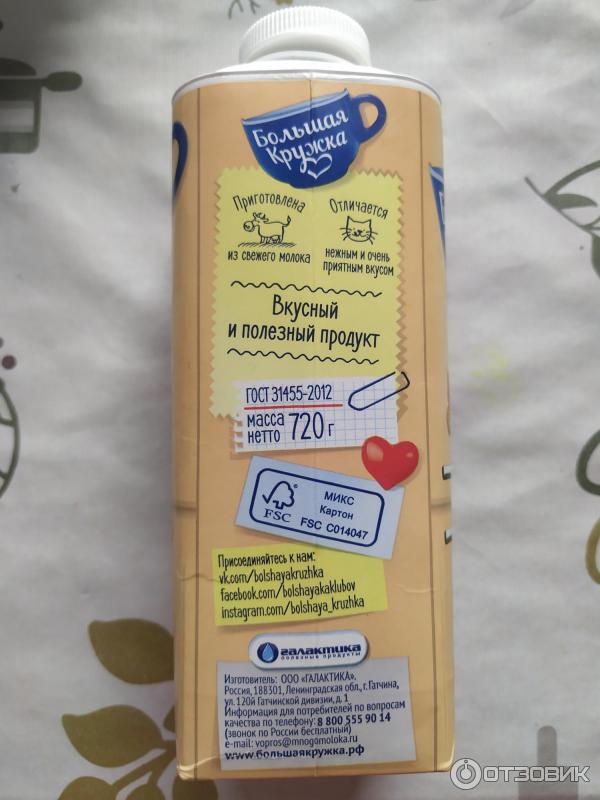 Большая
Кружка
Приготовлена
из свежего молока
Отличается
нежным и очень
приятным вкусом
Вкусный
и полезный продукт
ГОСТ 31455-2012
масса
нетто 720 г
FSC
МИКС
Картон
FSC C014047
Присоединяйтесь к нам:
vk.com/bolshayakruzhka
facebook.com/bolshayakaklubov
instagram.com/bolshaya_kruzhka
галактика
полезные продукты
Изготовитель: ООО «ГАЛАКТИКА».
Россия, 188301, Ленинградская обл., г. Гатчина,
ул. 120й Гатчинской дивизии, д. 1
Информация для потребителей по вопросам
качества по телефону: 8 800 555 90 14
(звонок по России бесплатный)
e-mail: vopros@mnogomoloka.ru
www.большаякружка.рф
ОТЗОВИК